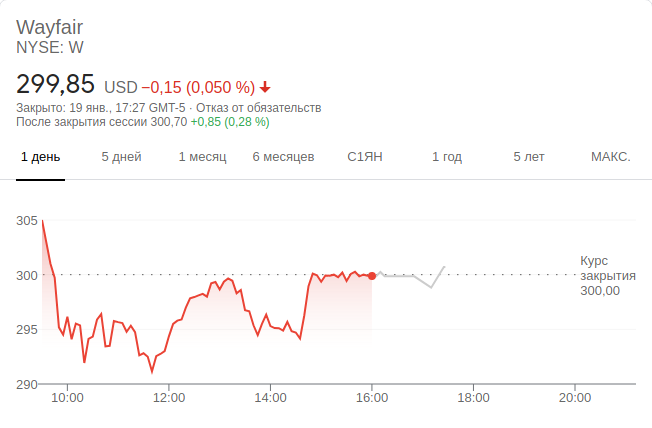 Wayfair
NYSE: W
299,85 USD −0,15 (0,050 %)
Закрыто: 19 янв., 17:27 GMT-5 · Отказ от обязательств
После закрытия сессии 300,70 +0,85 (0,28 %)
1 день 5 дней 1 месяц 6 месяцев С1ЯН 1 год 5 лет МАКС.
305
300
295
290
Курс
закрытия
300,00
10:00 12:00 14:00 16:00 18:00 20:00